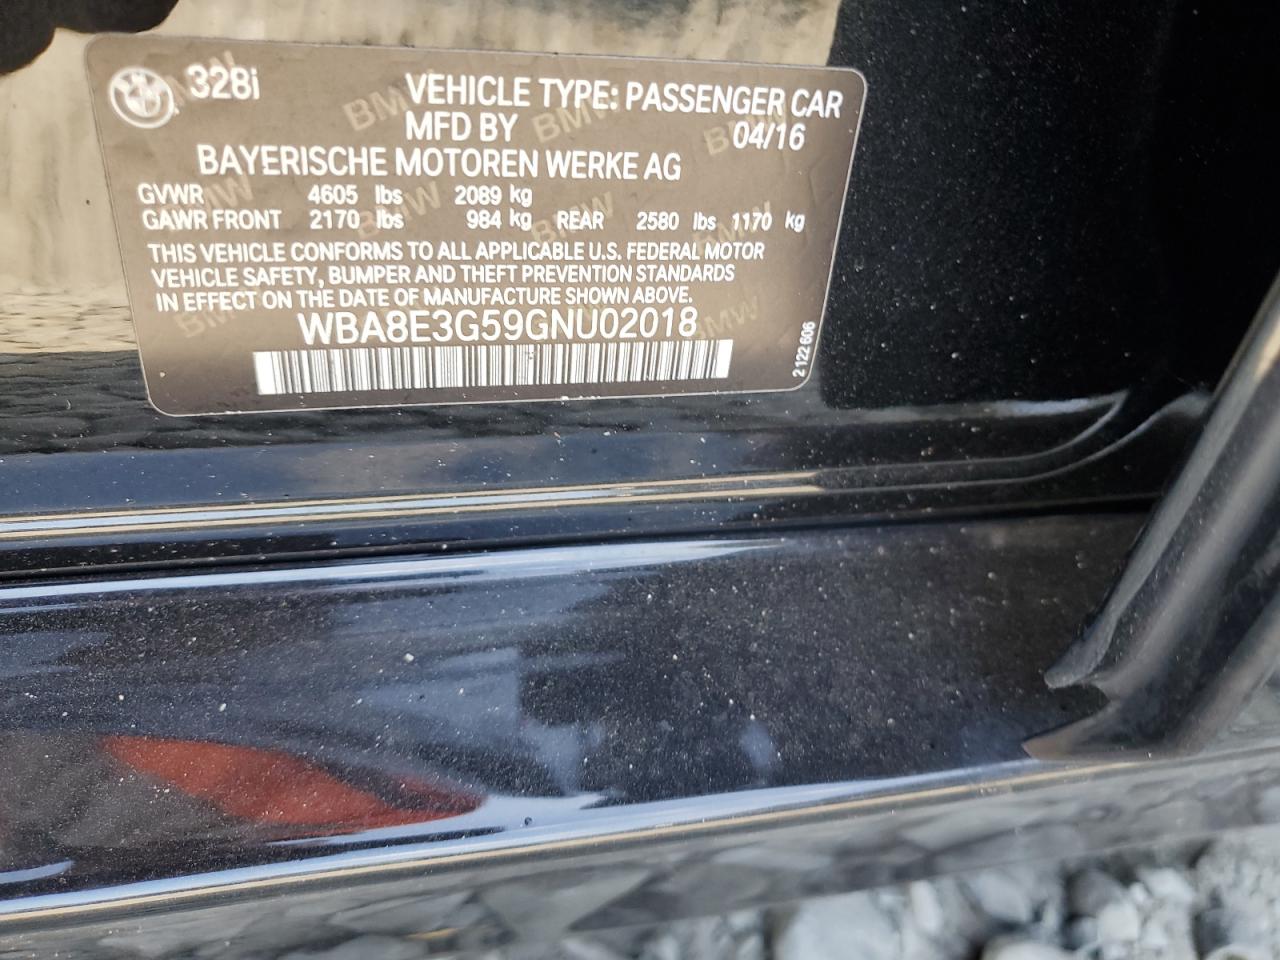 328i
VEHICLE TYPE: PASSENGER CAR
MFD BY 04/16
BAYERISCHE MOTOREN WERKE AG
GVWR 4605 lbs 2089 kg
GAWR FRONT 2170 lbs 984 kg REAR 2580 lbs 1170 kg
THIS VEHICLE CONFORMS TO ALL APPLICABLE U.S. FEDERAL MOTOR
VEHICLE SAFETY, BUMPER AND THEFT PREVENTION STANDARDS
IN EFFECT ON THE DATE OF MANUFACTURE SHOWN ABOVE.
WBA8E3G59GNU02018
2122 606